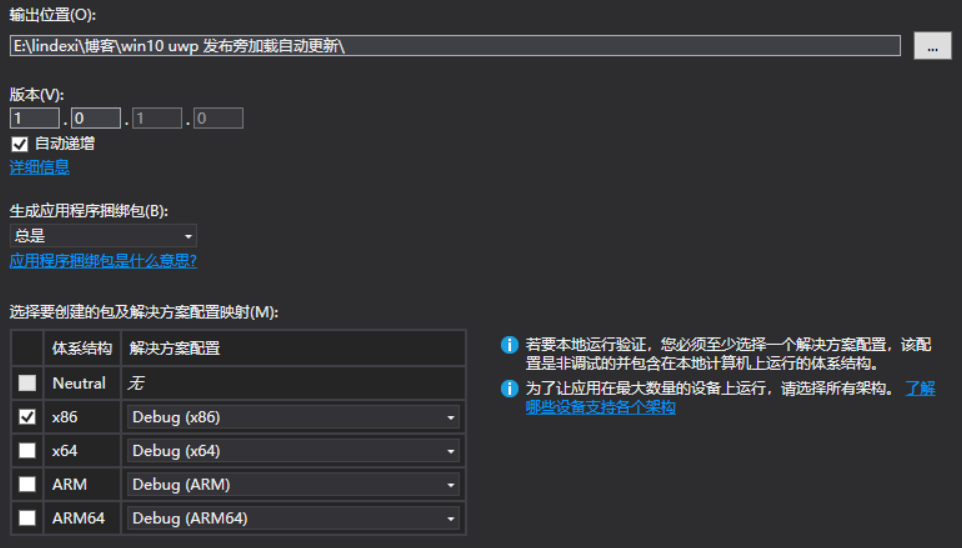 输出位置(O):
E:\lindexi\博客\win10 uwp 发布旁加载自动更新\
...
版本(V):
1 . 0 . 1 . 0
自动递增
详细信息
生成应用程序捆绑包(B):
总是
应用程序捆绑包是什么意思?
选择要创建的包及解决方案配置映射(M):
体系结构 解决方案配置
Neutral 无
x86 Debug (x86)
x64 Debug (x64)
ARM Debug (ARM)
ARM64 Debug (ARM64)
若要本地运行验证，您必须至少选择一个解决方案配置，该配
置是非调试的并包含在本地计算机上运行的体系结构。
为了让应用在最大数量的设备上运行，请选择所有架构。 了解
哪些设备支持各个架构